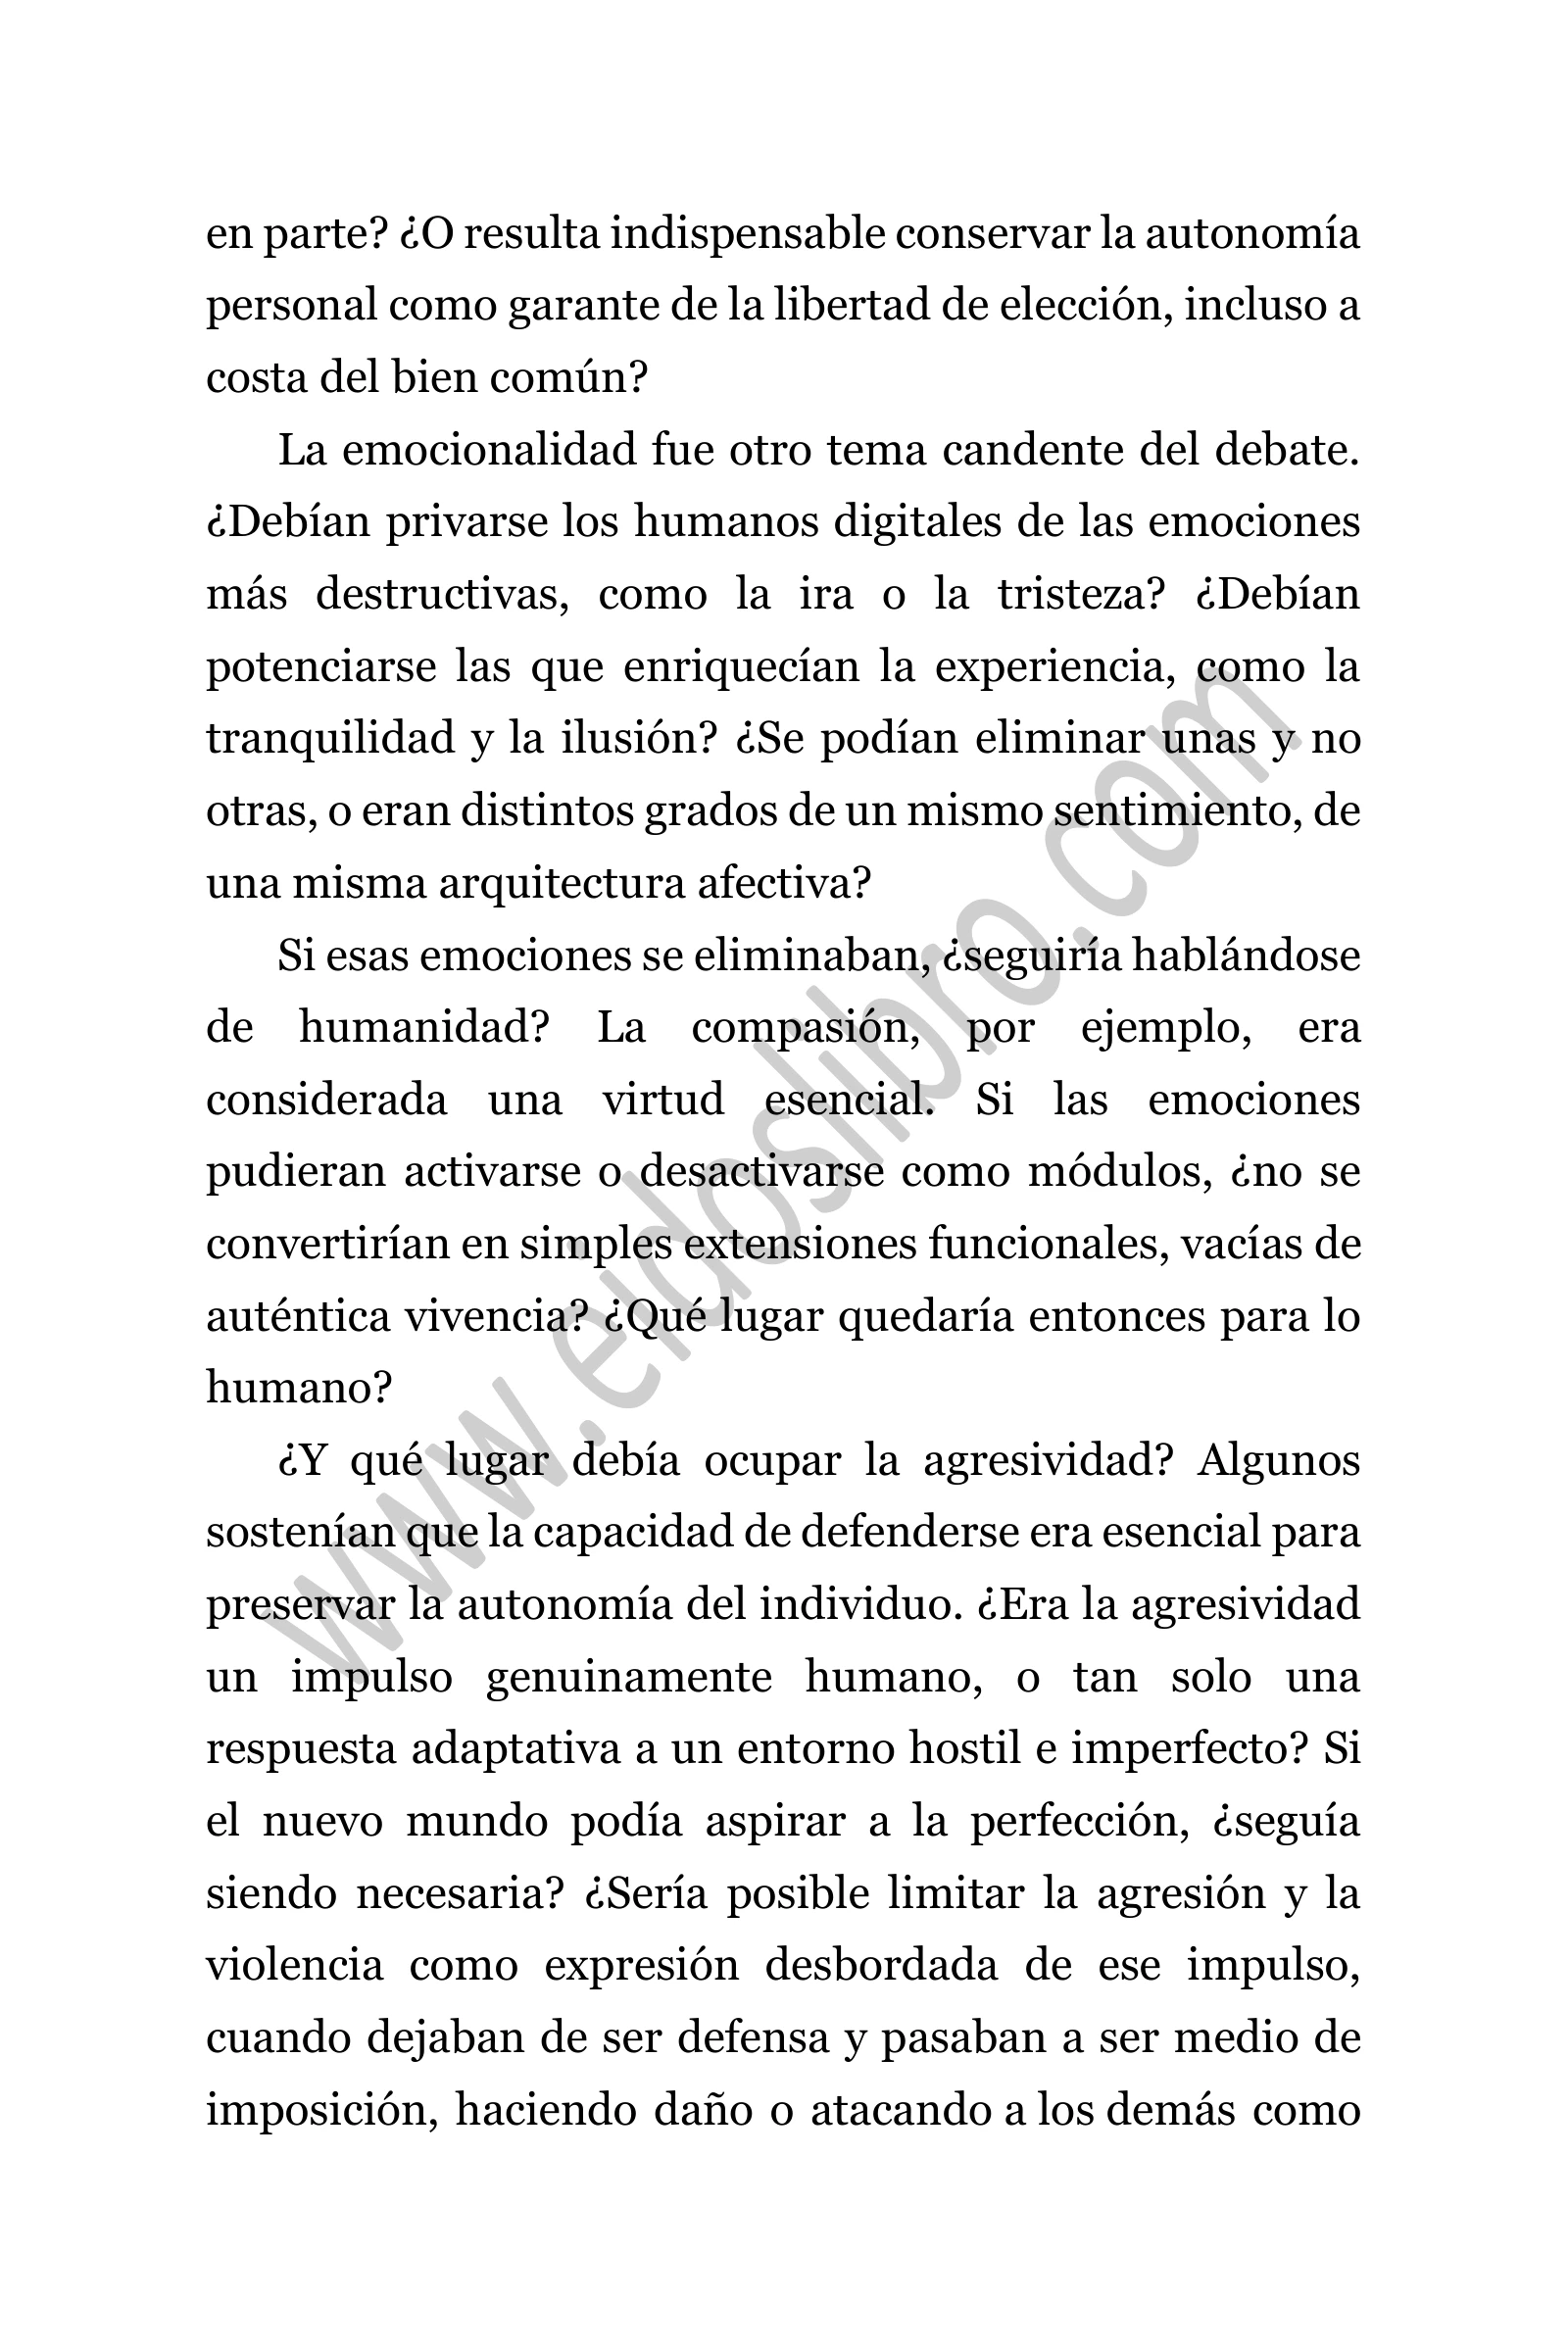 en parte? ¿O resulta indispensable conservar la autonomía
personal como garante de la libertad de elección, incluso a
costa del bien común?
La emocionalidad fue otro tema candente del debate.
¿Debían privarse los humanos digitales de las emociones
más destructivas, como la ira o la tristeza? ¿Debían
potenciarse las que enriquecían la experiencia, como la
tranquilidad y la ilusión? ¿Se podían eliminar unas y no
otras, o eran distintos grados de un mismo sentimiento, de
una misma arquitectura afectiva?
Si esas emociones se eliminaban, ¿seguiría hablándose
de humanidad? La compasión, por ejemplo, era
considerada una virtud esencial. Si las emociones
pudieran activarse o desactivarse como módulos, ¿no se
convertirían en simples extensiones funcionales, vacías de
auténtica vivencia? ¿Qué lugar quedaría entonces para lo
humano?
¿Y qué lugar debía ocupar la agresividad? Algunos
sostenían que la capacidad de defenderse era esencial para
preservar la autonomía del individuo. ¿Era la agresividad
un impulso genuinamente humano, o tan solo una
respuesta adaptativa a un entorno hostil e imperfecto? Si
el nuevo mundo podía aspirar a la perfección, ¿seguía
siendo necesaria? ¿Sería posible limitar la agresión y la
violencia como expresión desbordada de ese impulso,
cuando dejaban de ser defensa y pasaban a ser medio de
imposición, haciendo daño o atacando a los demás como
www.eidoslibro.com